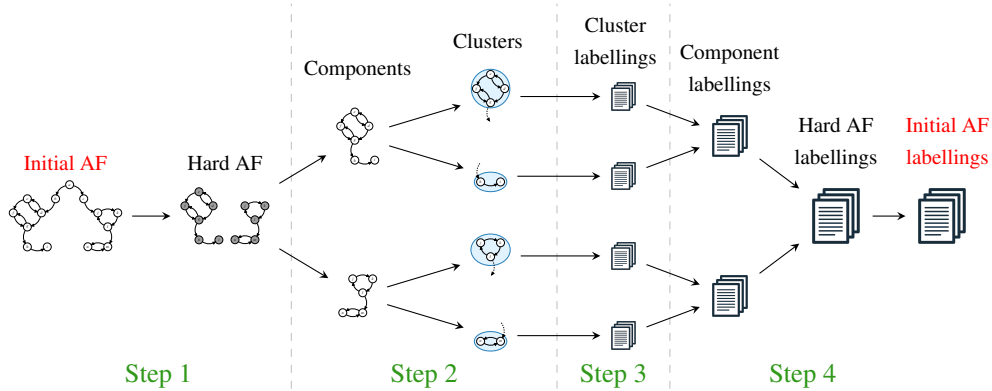 Clusters
Cluster
labellings
Components
Component
labellings
Initial AF
Hard AF
Hard AF
labellings
Initial AF
labellings
Step 1
Step 2
Step 3
Step 4